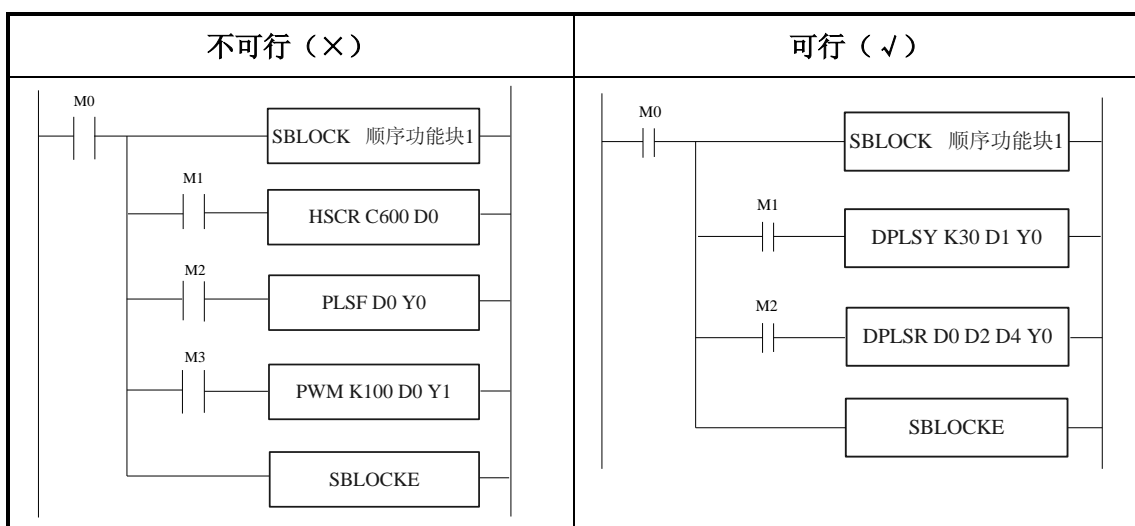 不可行（×）
可行（√）
M0
SBLOCK 顺序功能块1
M1
HSCR C600 D0
M2
PLSF D0 Y0
M3
PWM K100 D0 Y1
SBLOCKE
M0
SBLOCK 顺序功能块1
M1
DPLSY K30 D1 Y0
M2
DPLSR D0 D2 D4 Y0
SBLOCKE